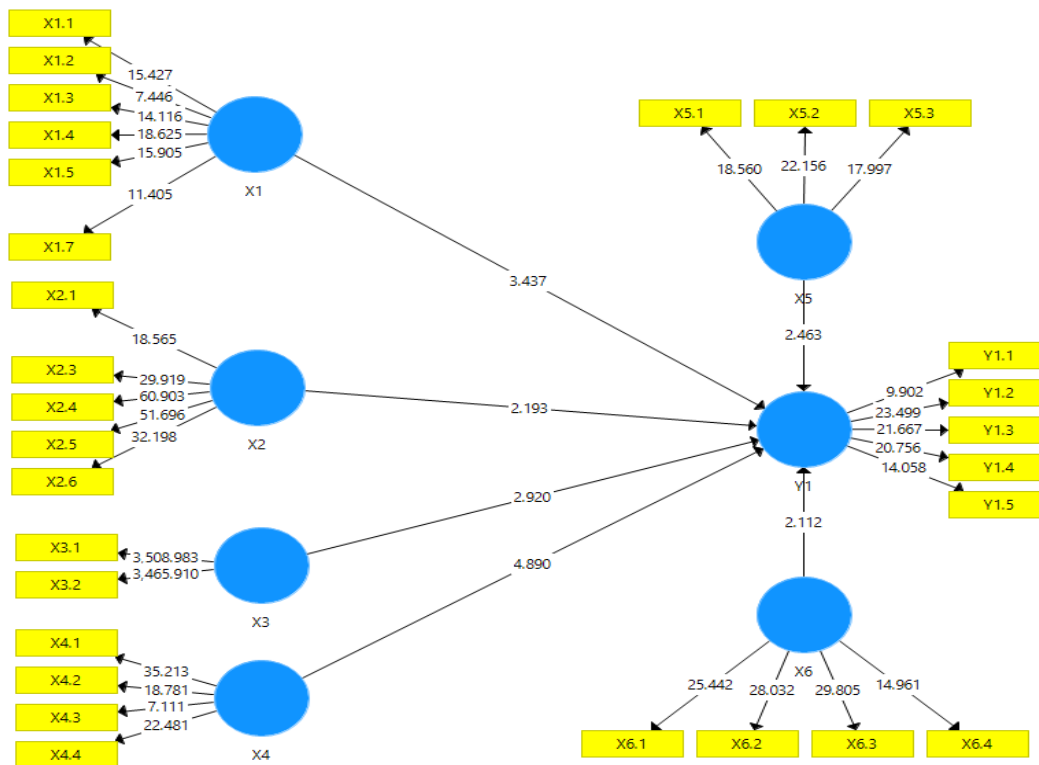 X1.1
X1.2
X1.3
X1.4
X1.5
X1.7
15.427
7.446
14.116
18.625
15.905
11.405
X1
3.437
X2.1
X2.3
X2.4
X2.5
X2.6
18.565
29.919
60.903
51.696
32.198
X2
2.193
X3.1
X3.2
3,508.983
3,465.910
X3
2.920
X4.1
X4.2
X4.3
X4.4
35.213
18.781
7.111
22.481
X4
4.890
X5.1
X5.2
X5.3
18.560
22.156
17.997
X5
2.463
Y1.1
Y1.2
Y1.3
Y1.4
Y1.5
9.902
23.499
21.667
20.756
14.058
Y1
2.112
X6
25.442
28.032
29.805
14.961
X6.1
X6.2
X6.3
X6.4